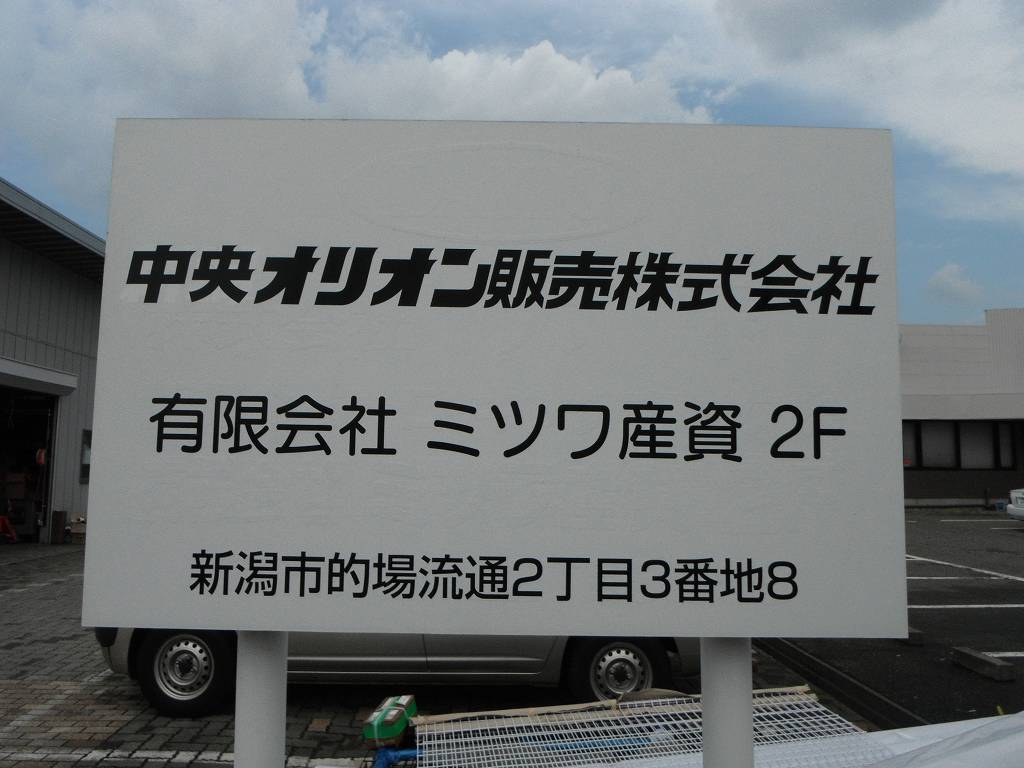 中央オリオン販売株式会社
有限会社 ミツワ産資 2F
新潟市的場流通2丁目3番地8